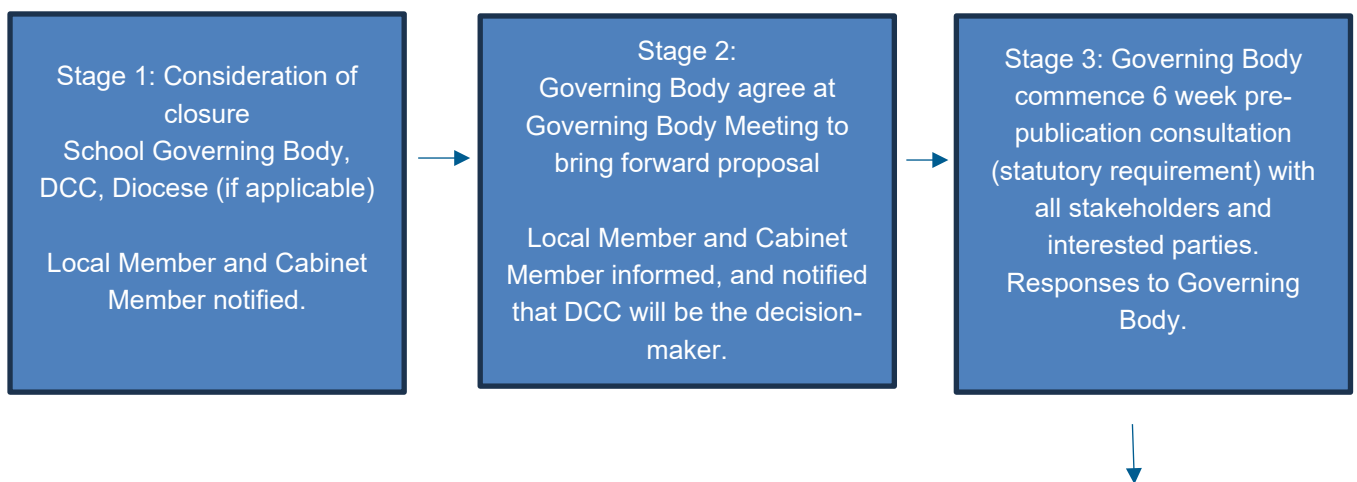 Stage 1: Consideration of
closure
School Governing Body,
DCC, Diocese (if applicable)
Local Member and Cabinet
Member notified.
Stage 2:
Governing Body agree at
Governing Body Meeting to
bring forward proposal
Local Member and Cabinet
Member informed, and notified
that DCC will be the decision-
maker.
Stage 3: Governing Body
commence 6 week pre-
publication consultation
(statutory requirement) with
all stakeholders and
interested parties.
Responses to Governing
Body.